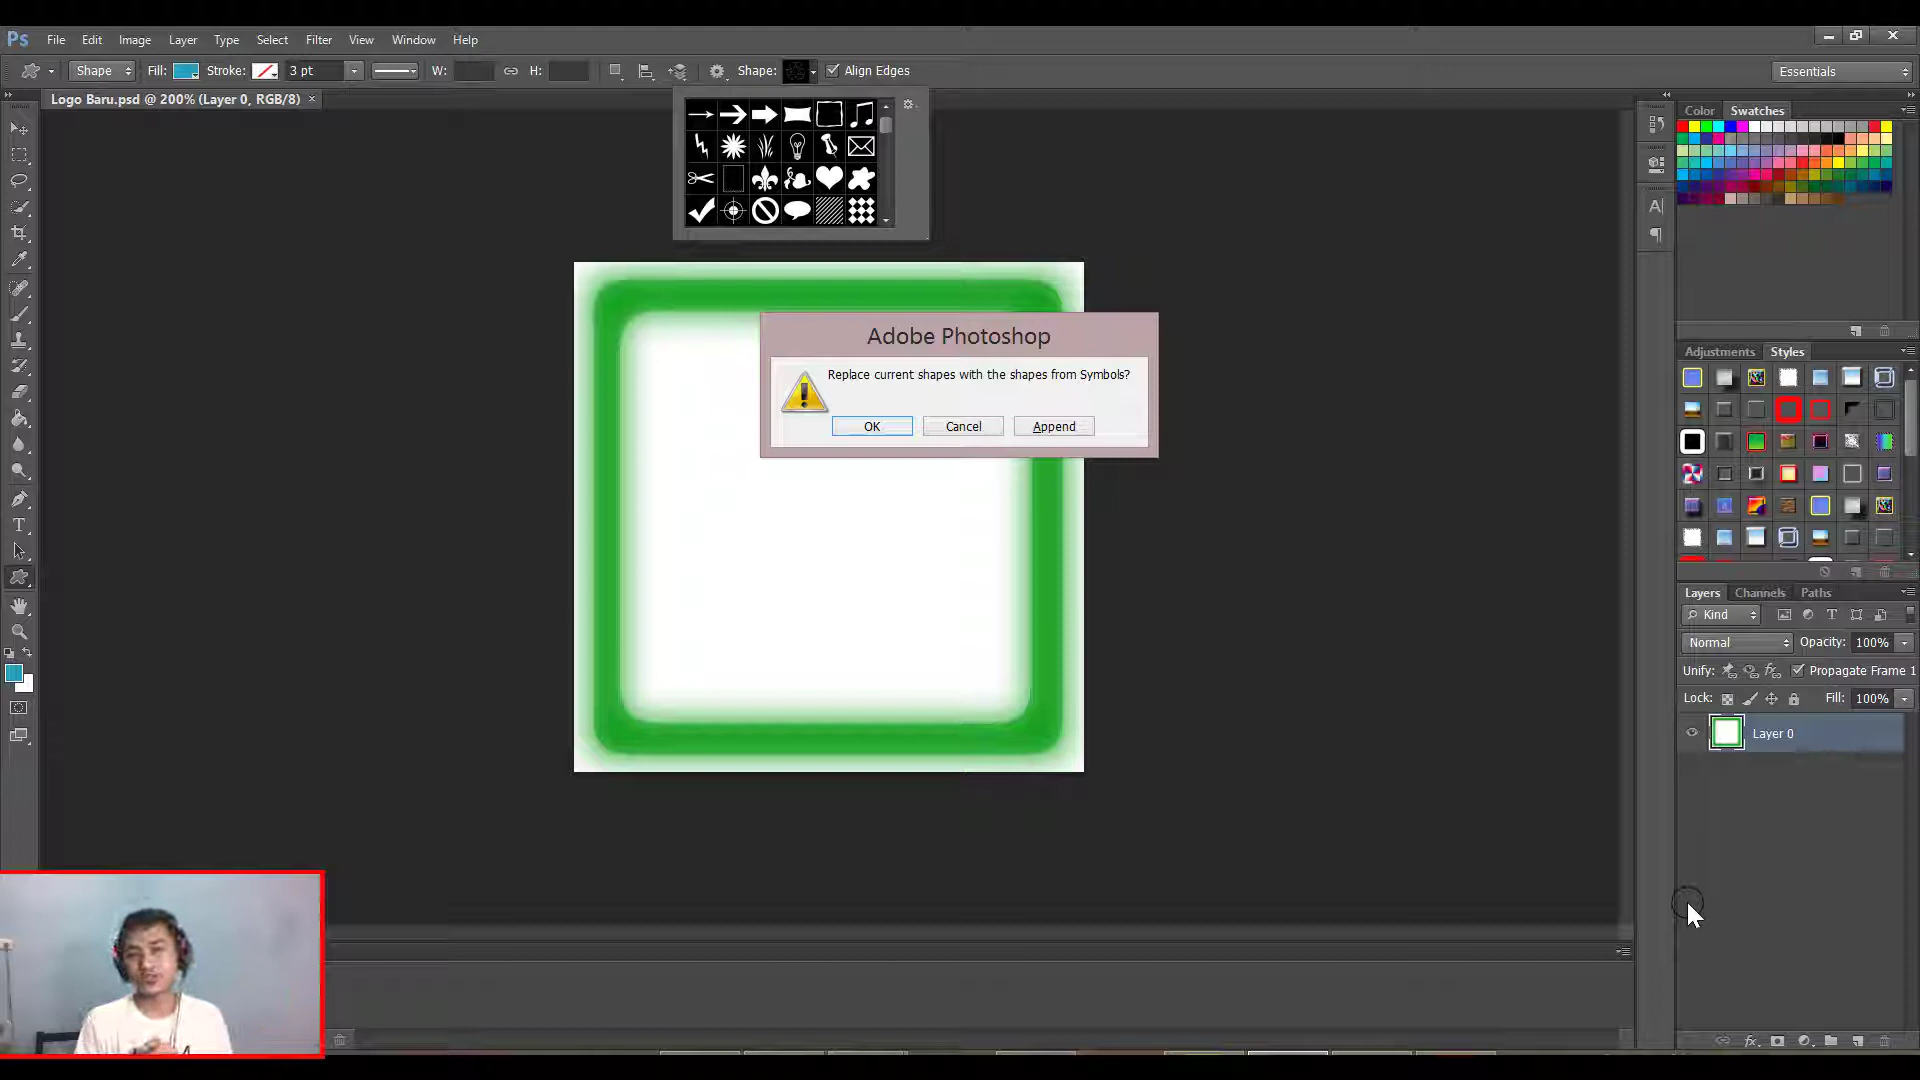 Ps File Edit Image Layer Type Select Filter View Window Help
Shape Fill: Stroke: 3 pt W: H: Shape: Align Edges Essentials
Logo Baru.psd @ 200% (Layer 0, RGB/8) ×
Color Swatches
Adobe Photoshop
Replace current shapes with the shapes from Symbols?
OK Cancel Append
Adjustments Styles
Layers Channels Paths
Kind
Normal Opacity: 100%
Unify: Propagate Frame 1
Lock: Fill: 100%
Layer 0